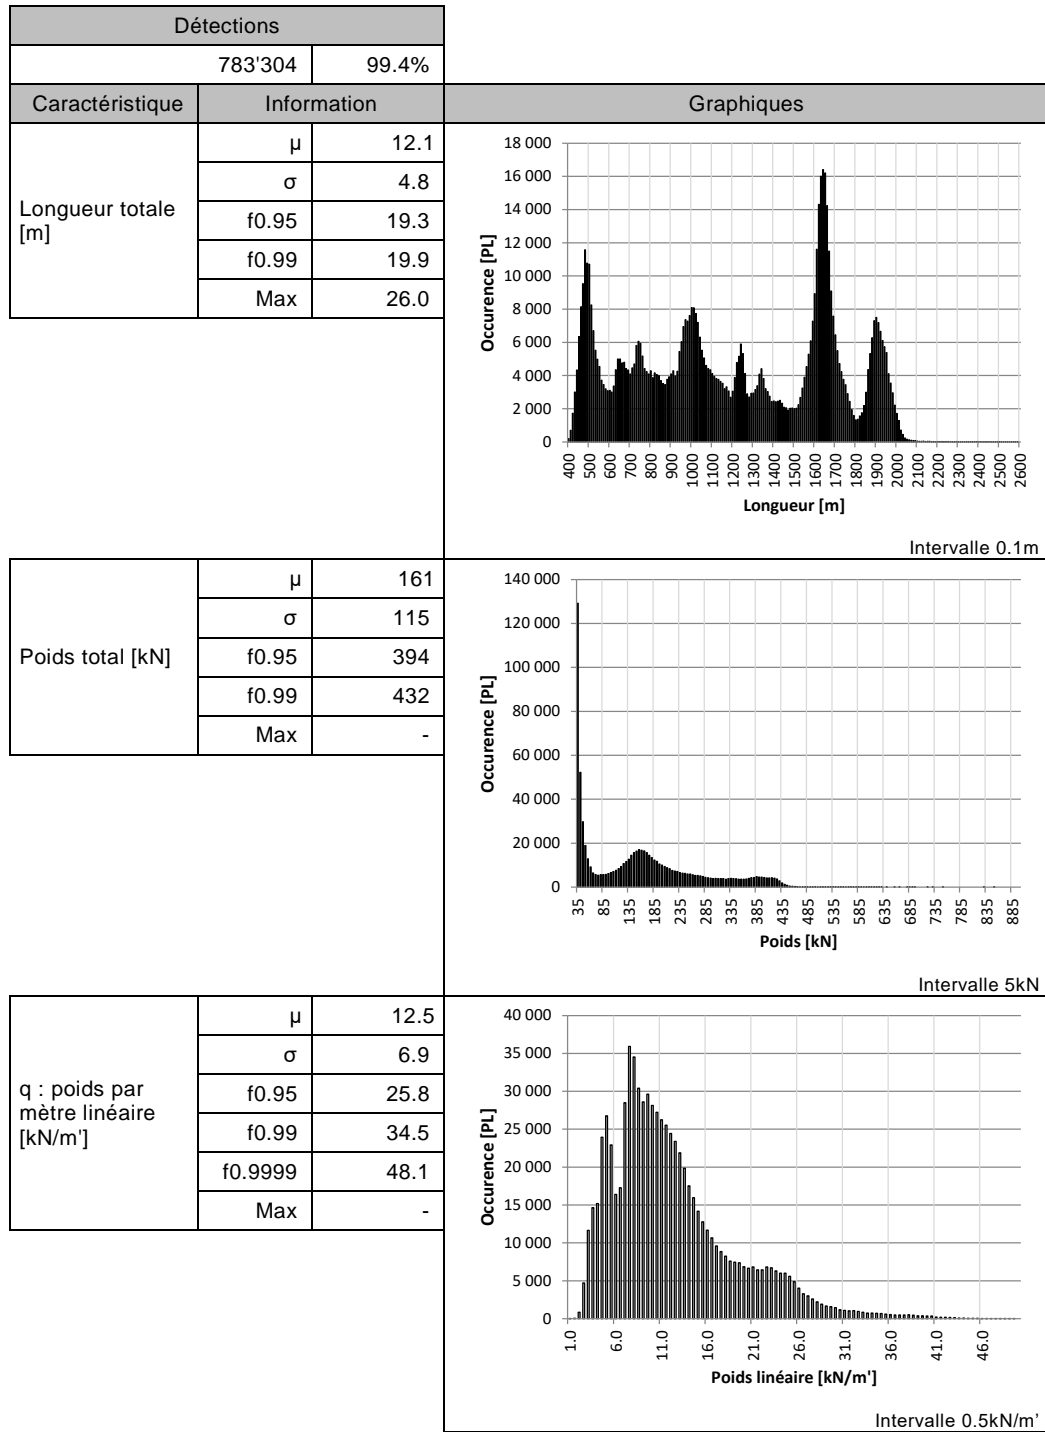 Détections
783'304 99.4%
Caractéristique Information Graphiques
Longueur totale
[m]
μ 12.1
σ 4.8
f0.95 19.3
f0.99 19.9
Max 26.0
18 000
16 000
14 000
12 000
10 000
8 000
6 000
4 000
2 000
0
Occurence [PL]
400 500 600 700 800 900 1000 1100 1200 1300 1400 1500 1600 1700 1800 1900 2000 2100 2200 2300 2400 2500 2600
Longueur [m]
Intervalle 0.1m
Poids total [kN]
μ 161
σ 115
f0.95 394
f0.99 432
Max -
140 000
120 000
100 000
80 000
60 000
40 000
20 000
0
Occurence [PL]
35 85 135 185 235 285 335 385 435 485 535 585 635 685 735 785 835 885
Poids [kN]
Intervalle 5kN
q : poids par
mètre linéaire
[kN/m']
μ 12.5
σ 6.9
f0.95 25.8
f0.99 34.5
f0.9999 48.1
Max -
40 000
35 000
30 000
25 000
20 000
15 000
10 000
5 000
0
Occurence [PL]
1.0 6.0 11.0 16.0 21.0 26.0 31.0 36.0 41.0 46.0
Poids linéaire [kN/m']
Intervalle 0.5kN/m’